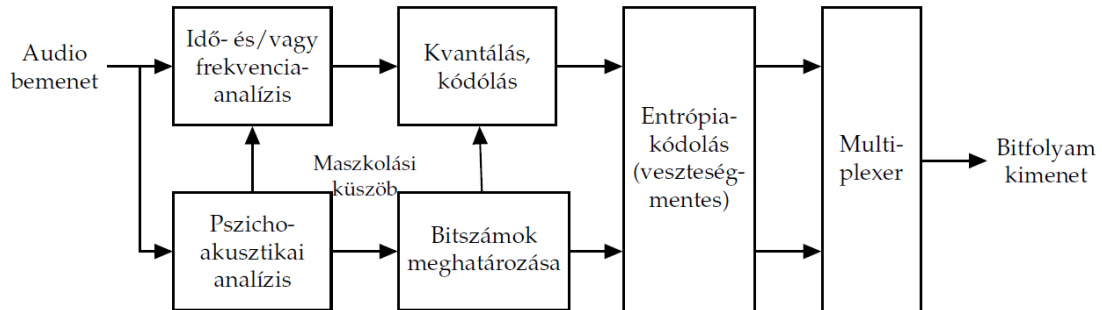 Audio
bemenet
Idő- és/vagy
frekvencia-
analízis
Kvantálás,
kódólás
Maszkolási
küszöb
Pszicho-
akusztikai
analízis
Bitszámok
meghatározása
Entrópia-
kódolás
(veszteség-
mentes)
Multi-
plexer
Bitfolyam
kimenet